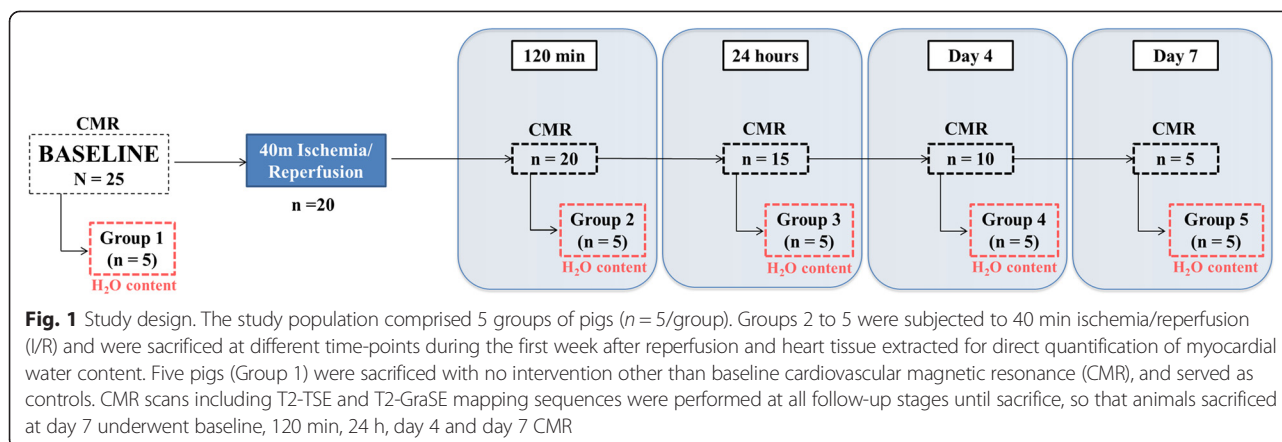 120 min
24 hours
Day 4
Day 7
CMR
BASELINE
N = 25
40m Ischemia/
Reperfusion
n =20
CMR
n = 20
CMR
n = 15
CMR
n = 10
CMR
n = 5
Group 1
(n = 5)
H₂O content
Group 2
(n = 5)
H₂O content
Group 3
(n = 5)
H₂O content
Group 4
(n = 5)
H₂O content
Group 5
(n = 5)
H₂O content
Fig. 1 Study design. The study population comprised 5 groups of pigs (n = 5/group). Groups 2 to 5 were subjected to 40 min ischemia/reperfusion
(I/R) and were sacrificed at different time-points during the first week after reperfusion and heart tissue extracted for direct quantification of myocardial
water content. Five pigs (Group 1) were sacrificed with no intervention other than baseline cardiovascular magnetic resonance (CMR), and served as
controls. CMR scans including T2-TSE and T2-GraSE mapping sequences were performed at all follow-up stages until sacrifice, so that animals sacrificed
at day 7 underwent baseline, 120 min, 24 h, day 4 and day 7 CMR